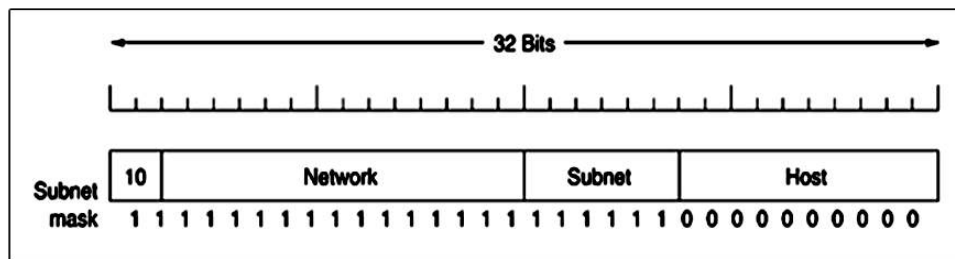 32 Bits
10 Network Subnet Host
Subnet
mask 1 1 1 1 1 1 1 1 1 1 1 1 1 1 1 1 1 1 1 1 1 1 0 0 0 0 0 0 0 0 0 0